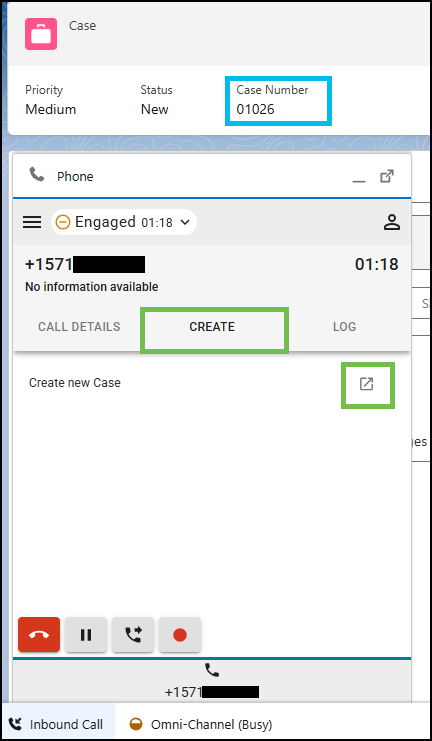 Case
Priority Status Case Number
Medium New 01026
Phone
Engaged 01:18
+1571 01:18
No information available
CALL DETAILS CREATE LOG
Create new Case
+1571
Inbound Call Omni-Channel (Busy)